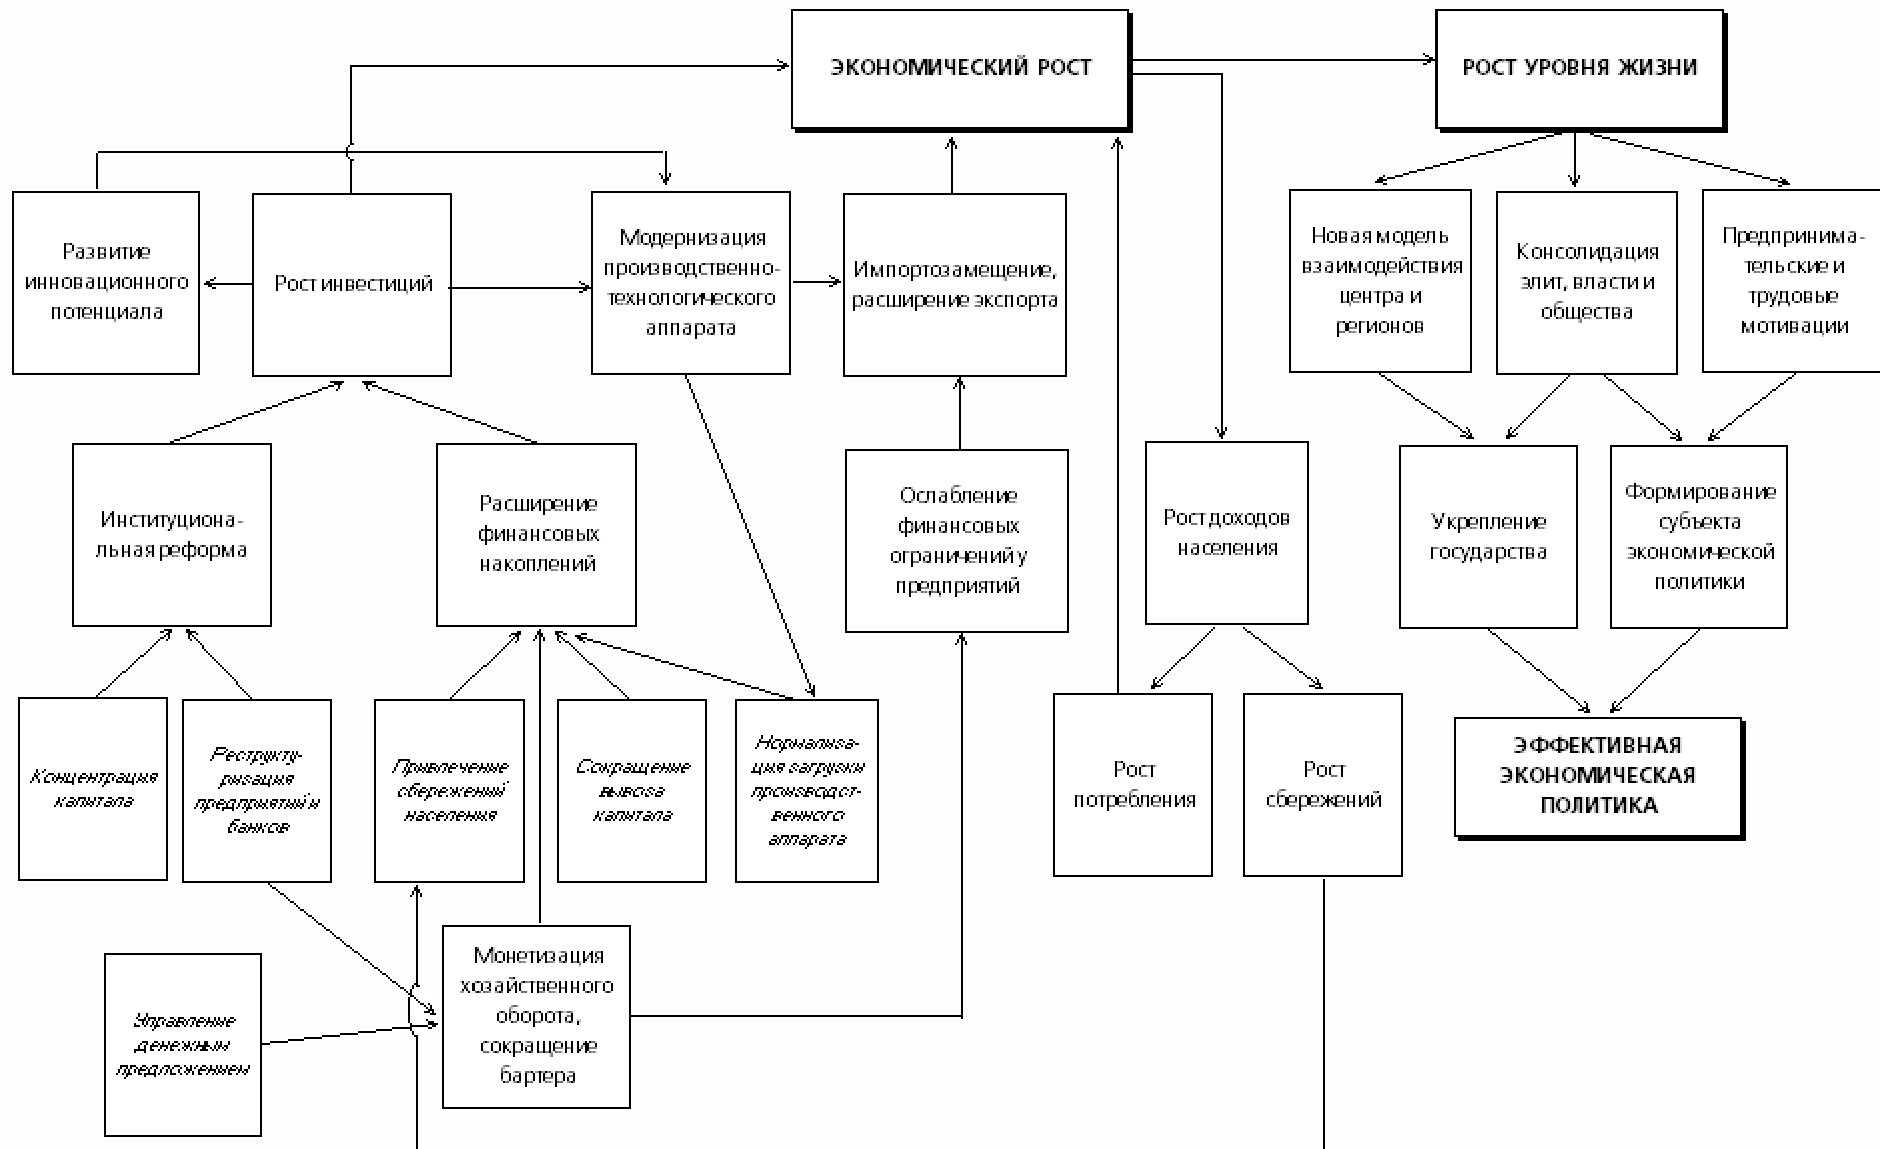 ЭКОНОМИЧЕСКИЙ РОСТ
РОСТ УРОВНЯ ЖИЗНИ
Развитие
инновационного
потенциала
Рост инвестиций
Модернизация
производственно-
технологического
аппарата
Импортозамещение,
расширение экспорта
Новая модель
взаимодействия
центра и
регионов
Консолидация
элит, власти и
общества
Предпринима-
тельские и
трудовые
мотивации
Институциона-
льная реформа
Расширение
финансовых
накоплений
Ослабление
финансовых
ограничений у
предприятий
Рост доходов
населения
Укрепление
государства
Формирование
субъекта
экономической
политики
Концентрация
капитала
Реструкту-
ризация
предприятий и
банков
Привлечение
сбережений
населения
Сокращение
вывоза
капитала
Нормализа-
ция загрузки
производст-
венного
аппарата
Рост
потребления
Рост
сбережений
ЭФФЕКТИВНАЯ
ЭКОНОМИЧЕСКАЯ
ПОЛИТИКА
Управление
денежным
предложением
Монетизация
хозайственного
оборота,
сокращение
бартера